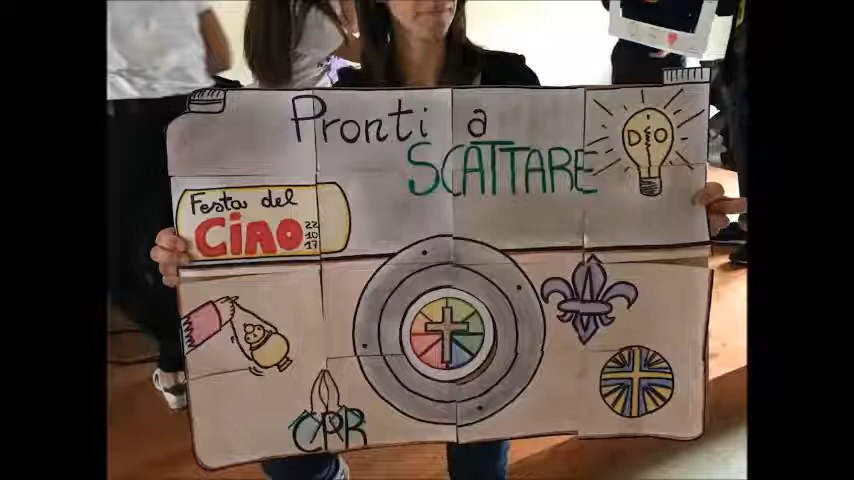 Pronti a
SCATTARE
DIO
Festa del
CIAO
22
10
17
CPR